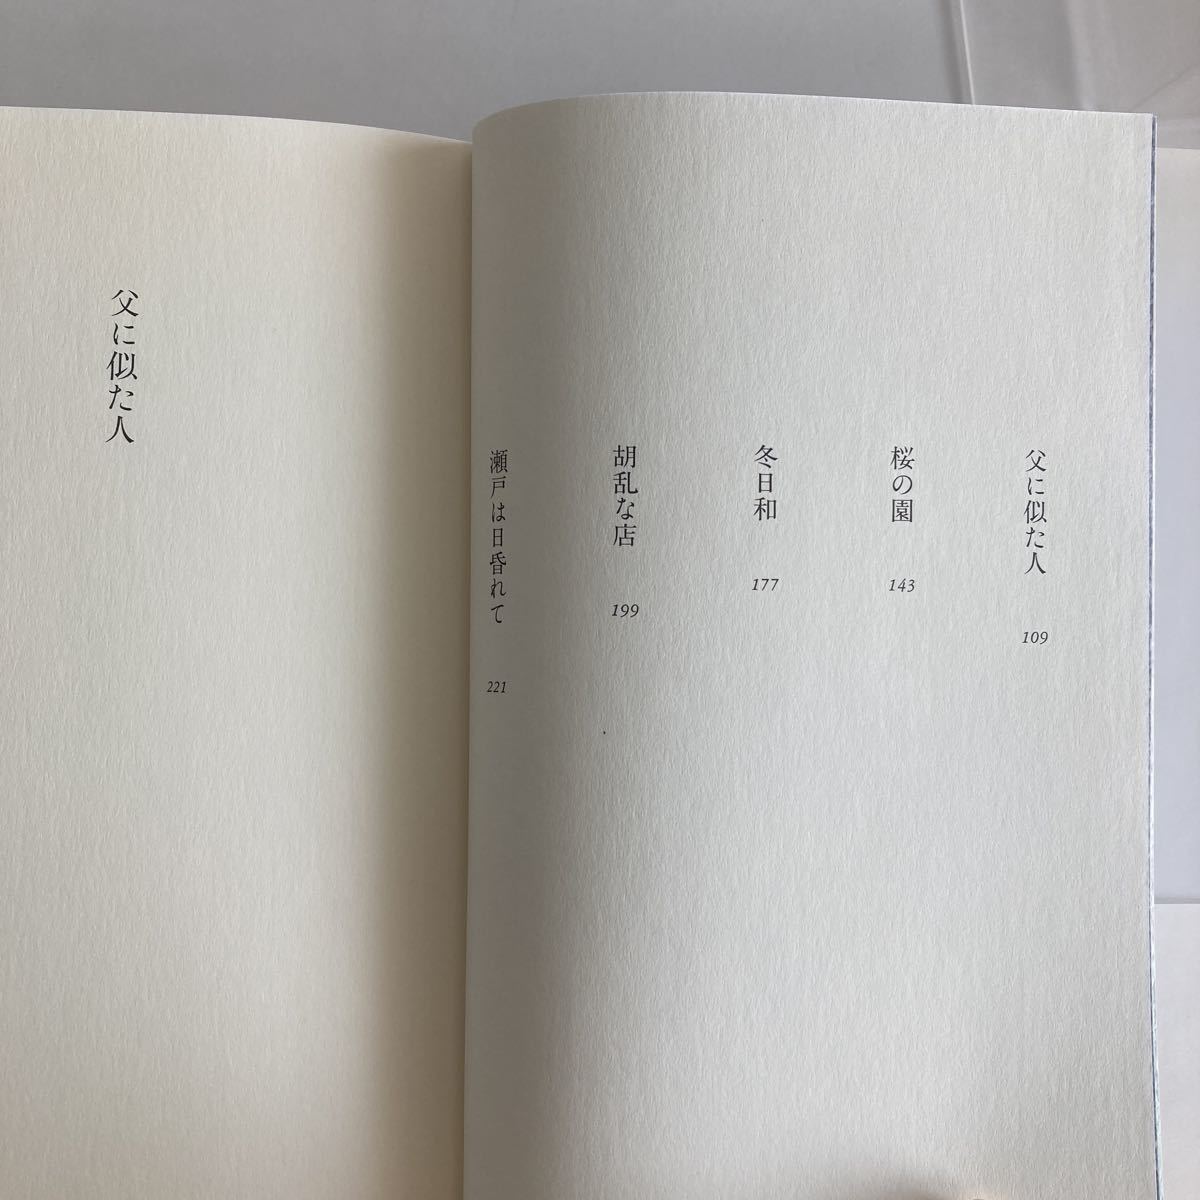 父に似た人
109
桜の園
143
冬日和
177
胡乱な店
199
瀬戸は日昏れて
221
父に似た人